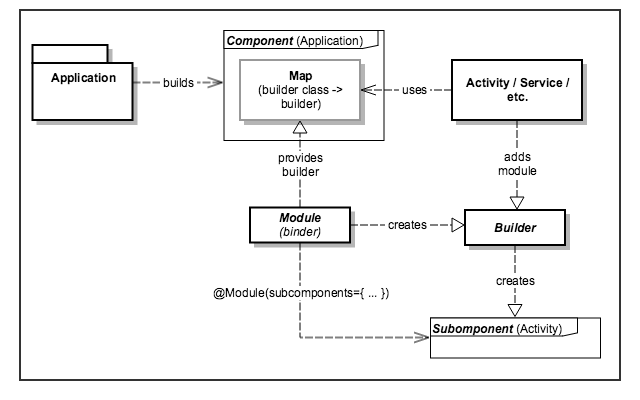 Component (Application)
Application
builds
Map
(builder class ->
builder)
uses
Activity / Service /
etc.
provides
builder
adds
module
Module
(binder)
creates
Builder
creates
@Module(subcomponents={ ... })
Subomponent (Activity)